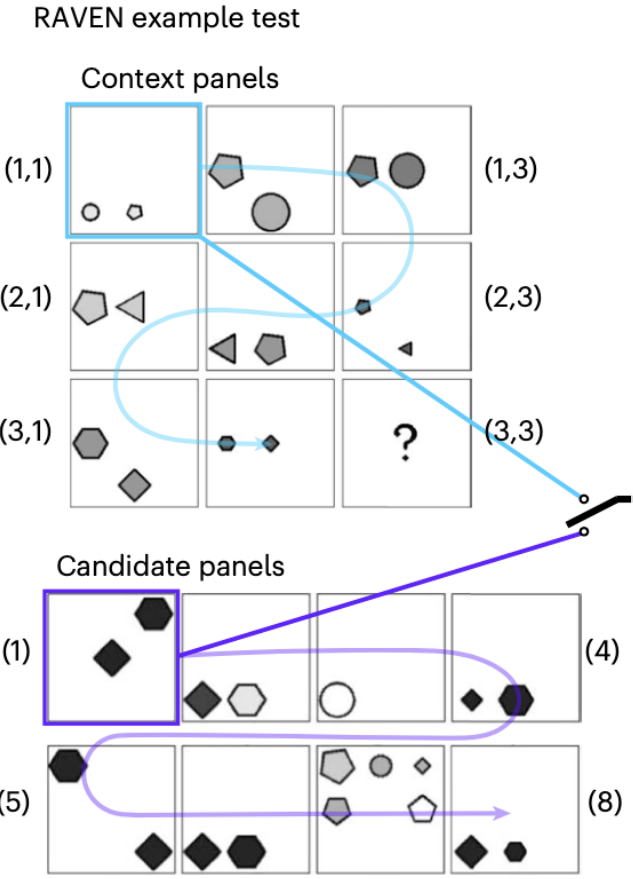 RAVEN example test
Context panels
(1,1) (1,3)
(2,1) (2,3)
(3,1) ? (3,3)
Candidate panels
(1) (4)
(5) (8)